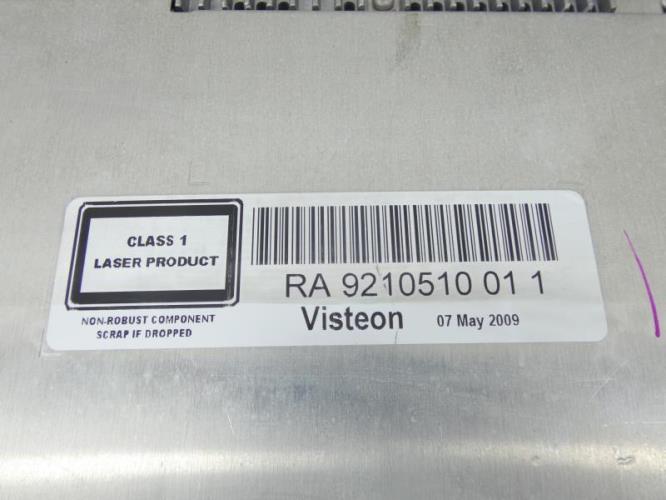 CLASS 1
LASER PRODUCT
NON-ROBUST COMPONENT
SCRAP IF DROPPED
RA 9210510 01 1
Visteon 07 May 2009